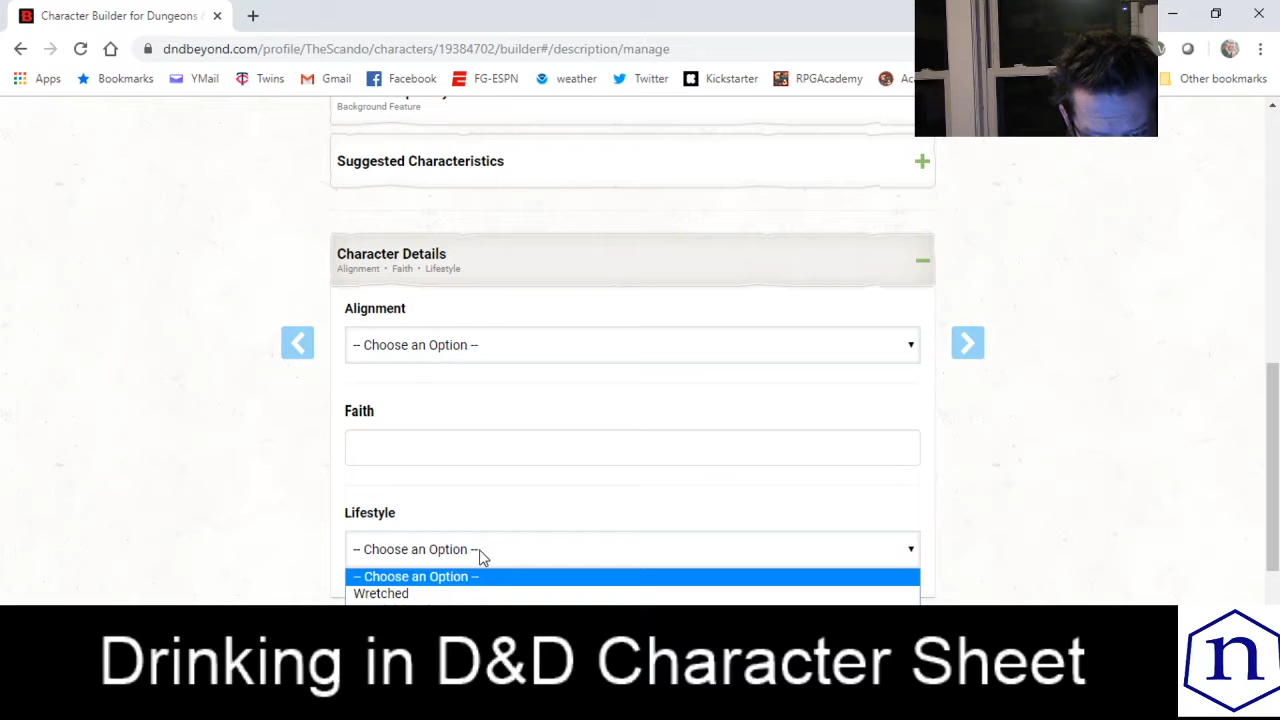 Character Builder for Dungeons
dndbeyond.com/profile/TheScando/characters/19384702/builder#/description/manage
Apps
Bookmarks
YMail
Twins
Gmail
Facebook
FG-ESPN
weather
Twitter
Kickstarter
RPGAcademy
Other bookmarks
Background Feature
Suggested Characteristics
Character Details
Alignment • Faith • Lifestyle
Alignment
-- Choose an Option --
Faith
Lifestyle
-- Choose an Option --
-- Choose an Option --
Wretched
Drinking in D&D Character Sheet
n